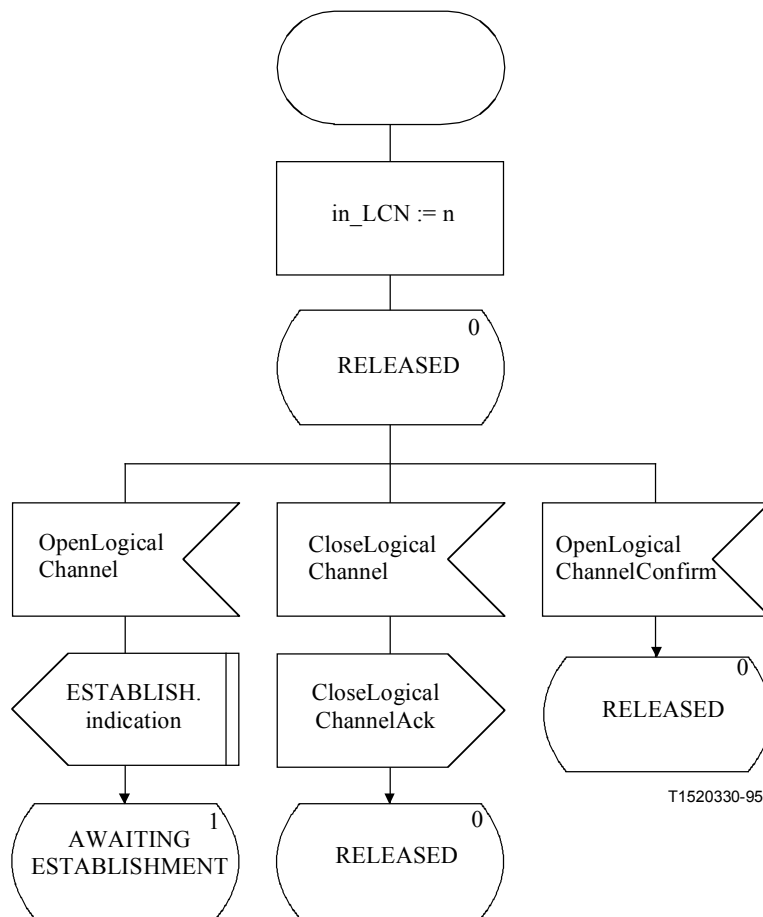 in_LCN := n
0
RELEASED
OpenLogical
Channel
CloseLogical
Channel
OpenLogical
ChannelConfirm
ESTABLISH.
indication
CloseLogical
ChannelAck
0
RELEASED
T1520330-95
1
AWAITING
ESTABLISHMENT
0
RELEASED